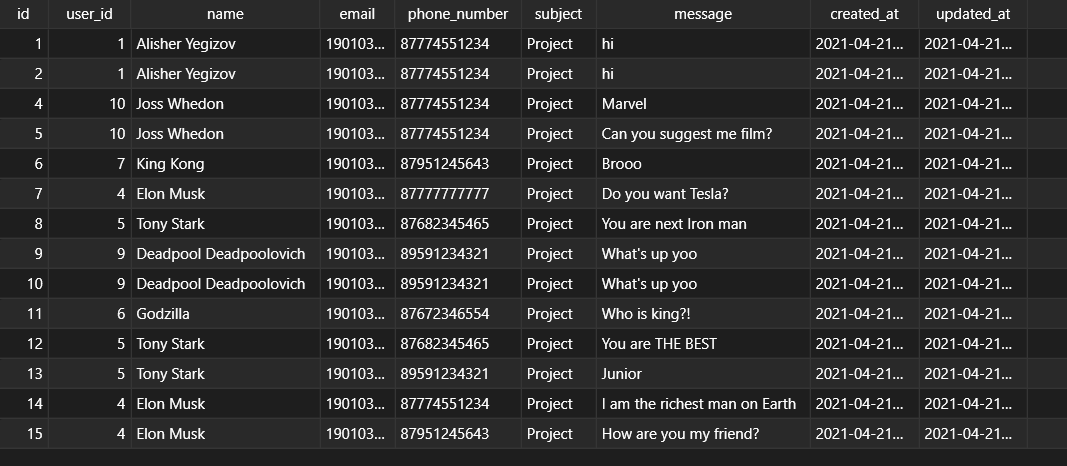 id user_id name email phone_number subject message created_at updated_at
1 1 Alisher Yegizov 190103... 87774551234 Project hi 2021-04-21... 2021-04-21...
2 1 Alisher Yegizov 190103... 87774551234 Project hi 2021-04-21... 2021-04-21...
4 10 Joss Whedon 190103... 87774551234 Project Marvel 2021-04-21... 2021-04-21...
5 10 Joss Whedon 190103... 87774551234 Project Can you suggest me film? 2021-04-21... 2021-04-21...
6 7 King Kong 190103... 87951245643 Project Brooo 2021-04-21... 2021-04-21...
7 4 Elon Musk 190103... 87777777777 Project Do you want Tesla? 2021-04-21... 2021-04-21...
8 5 Tony Stark 190103... 87682345465 Project You are next Iron man 2021-04-21... 2021-04-21...
9 9 Deadpool Deadpoolovich 190103... 89591234321 Project What's up yoo 2021-04-21... 2021-04-21...
10 9 Deadpool Deadpoolovich 190103... 89591234321 Project What's up yoo 2021-04-21... 2021-04-21...
11 6 Godzilla 190103... 87672346554 Project Who is king?! 2021-04-21... 2021-04-21...
12 5 Tony Stark 190103... 87682345465 Project You are THE BEST 2021-04-21... 2021-04-21...
13 5 Tony Stark 190103... 89591234321 Project Junior 2021-04-21... 2021-04-21...
14 4 Elon Musk 190103... 87774551234 Project I am the richest man on Earth 2021-04-21... 2021-04-21...
15 4 Elon Musk 190103... 87951245643 Project How are you my friend? 2021-04-21... 2021-04-21...